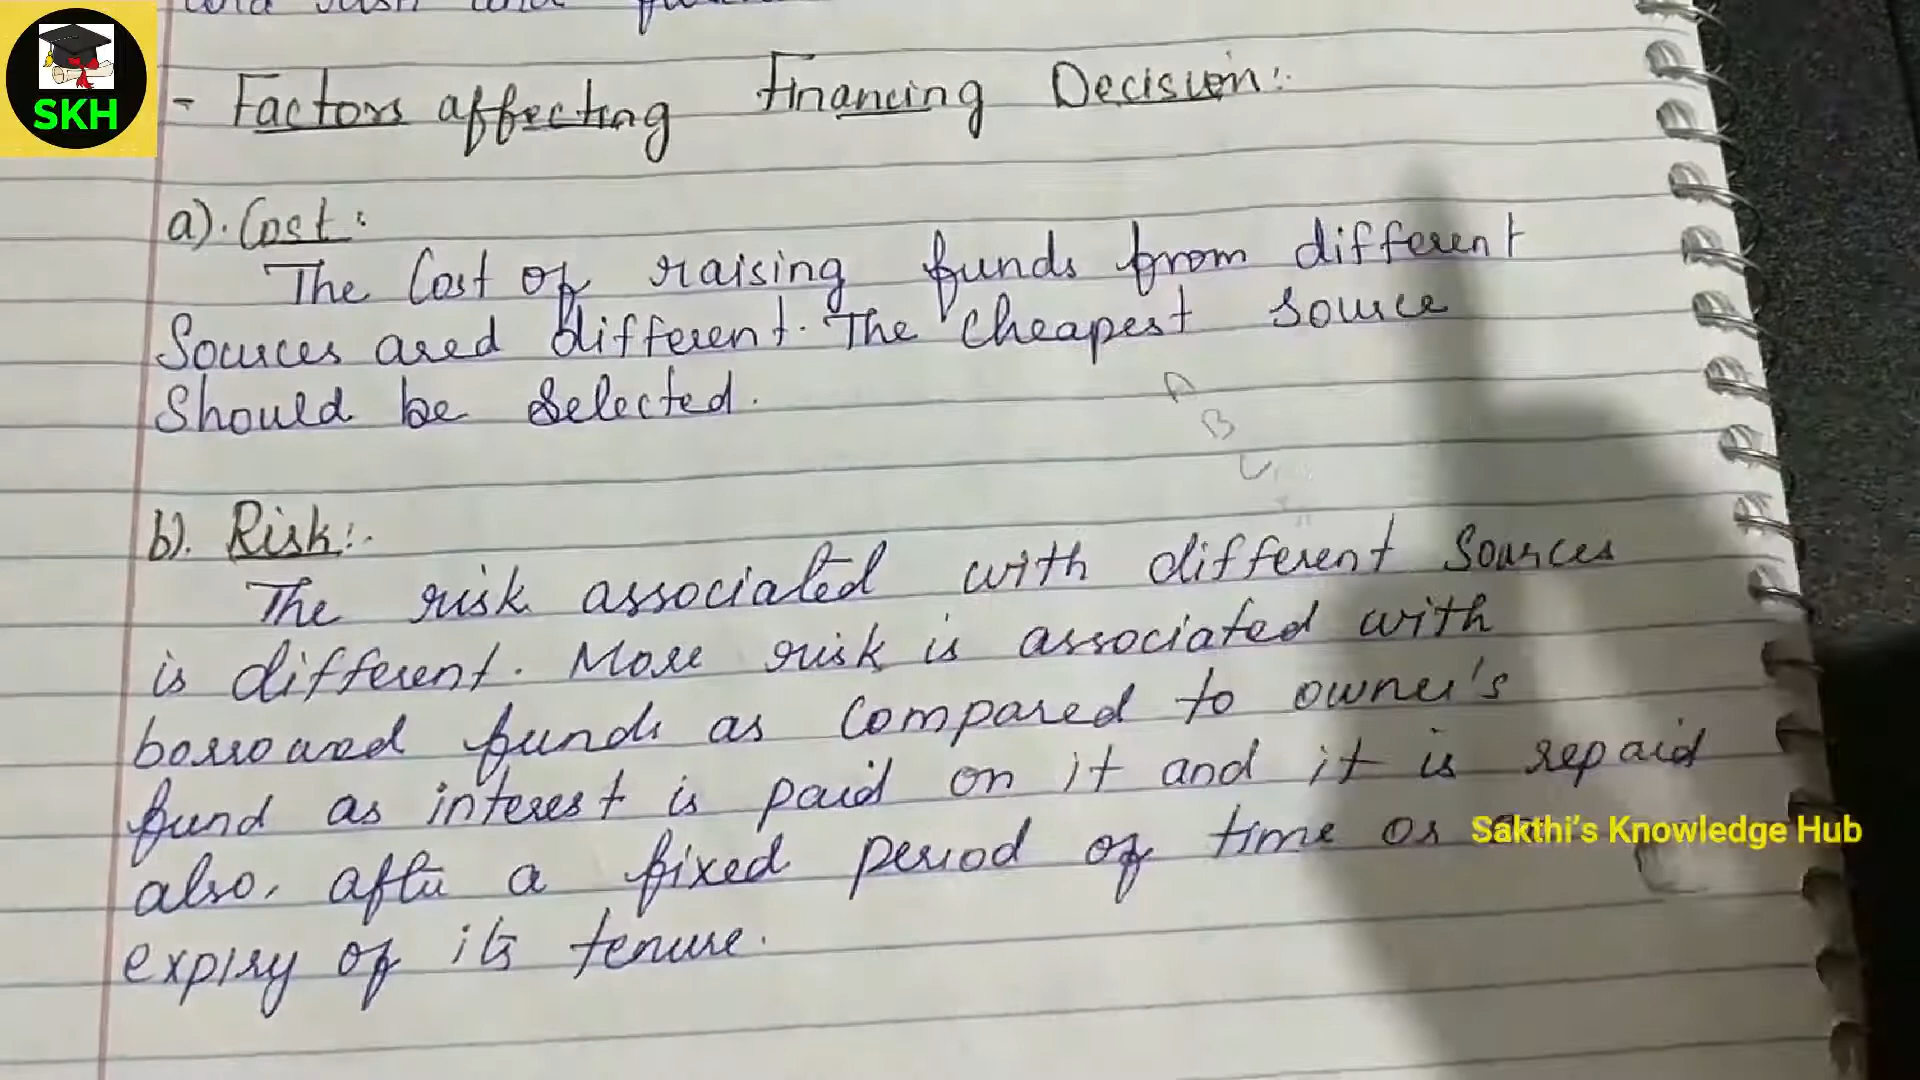 SKH
- Factors affecting Financing Decision:.
a). Cost:
The Cost of raising funds from different
Sources ared different. The cheapest source
Should be selected.
A
B
b). Risk:.
The risk associated with different Sources
is different. More risk is associated with
borrowed funds as Compared to owner's
fund as interest is paid on it and it is repaid
also, after a fixed period of time or
Sakthi's Knowledge Hub
expiry of its tenure.